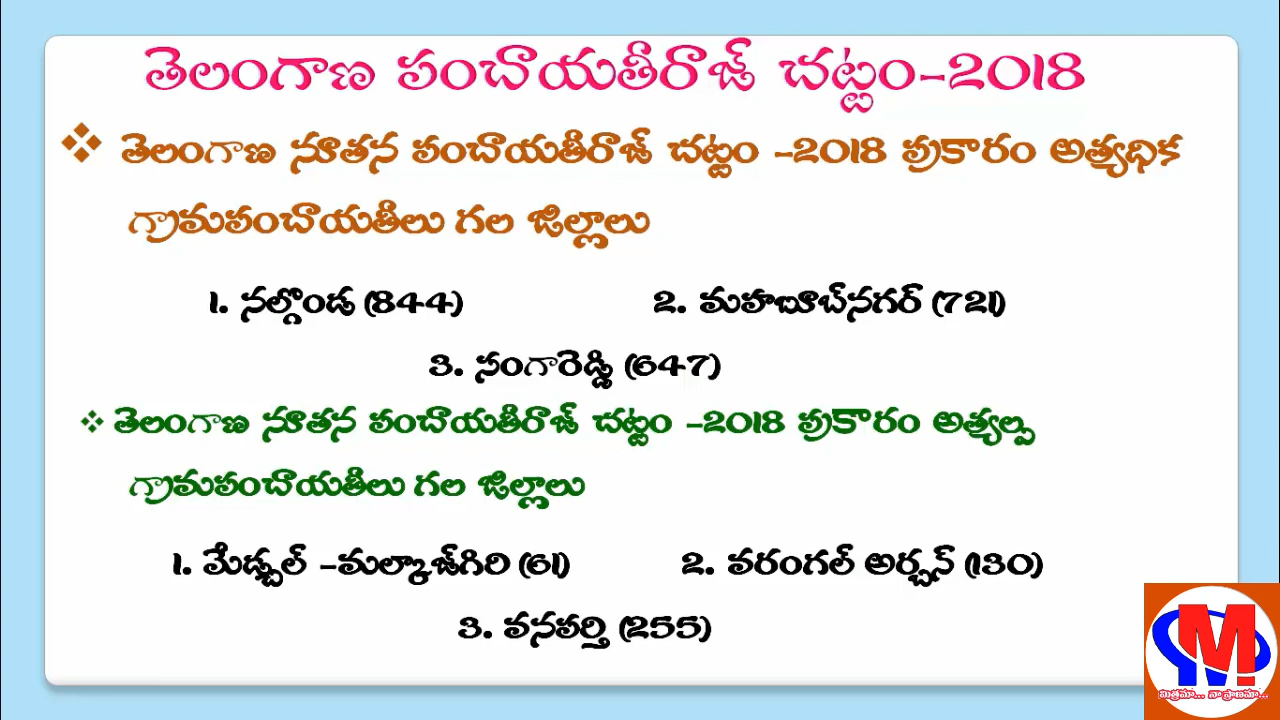 తెలంగాణ పంచాయతీరాజ్ చట్టం-2018
తెలంగాణ నూతన పంచాయతీరాజ్ చట్టం -2018 ప్రకారం అత్యధిక
గ్రామపంచాయతీలు గల జిల్లాలు
1. నల్గొండ (844) 2. మహబూబ్‌నగర్ (721)
3. సంగారెడ్డి (647)
తెలంగాణ నూతన పంచాయతీరాజ్ చట్టం -2018 ప్రకారం అత్యల్ప
గ్రామపంచాయతీలు గల జిల్లాలు
1. మేడ్చల్ -మల్కాజ్‌గిరి (61) 2. వరంగల్ అర్బన్ (130)
3. వనపర్తి (255)
M
మిత్రమా... నా ప్రాణమా...